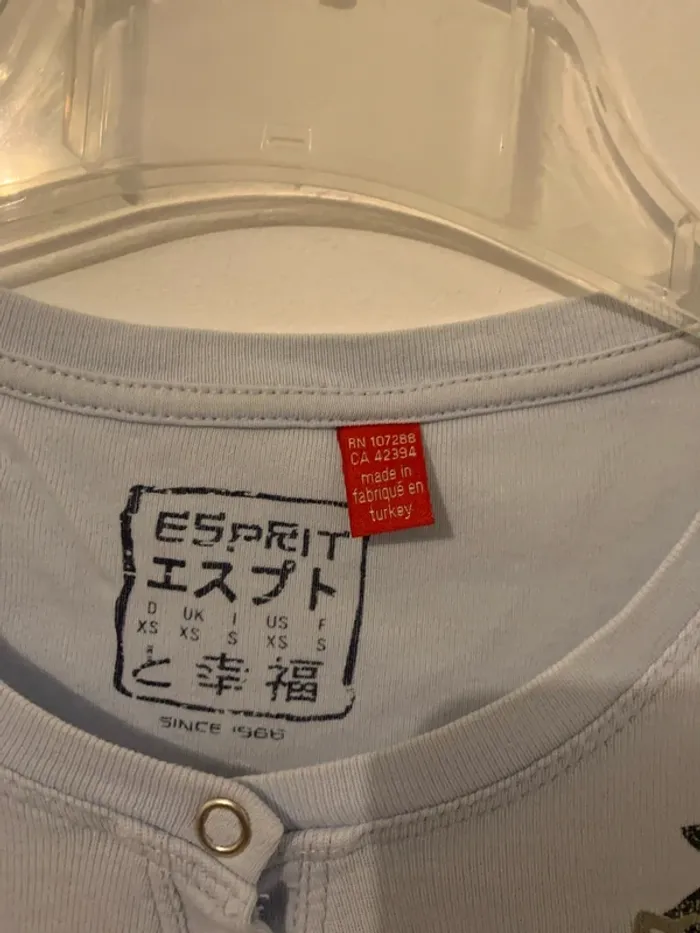 RN 107288
CA 42394
made in
fabriqué en
turkey
ESPRIT
エスプト
D UK I US F
XS XS S XS S
と幸福
SINCE 1966